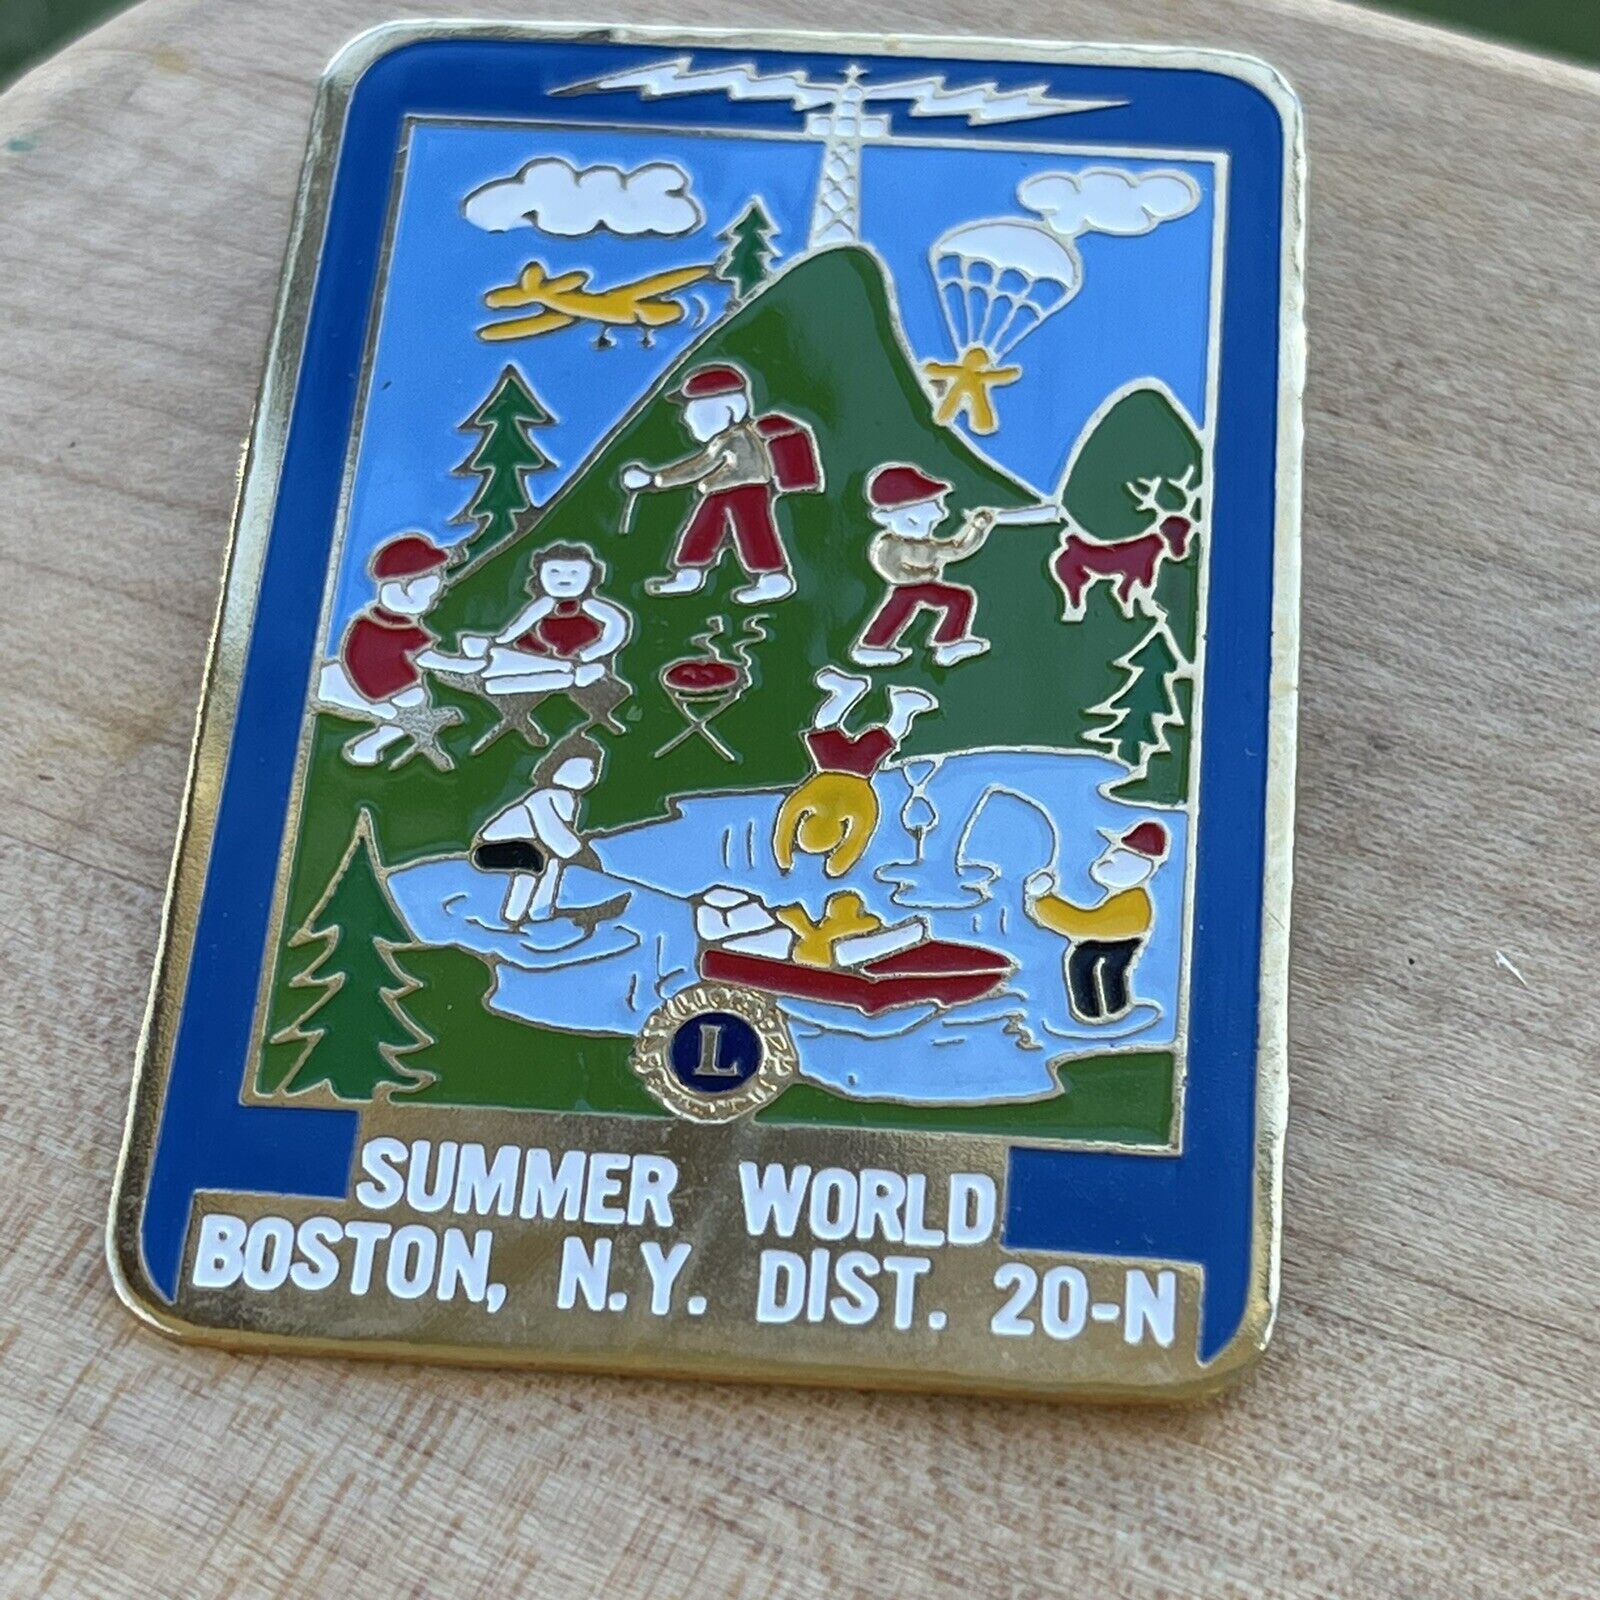 L
SUMMER WORLD
BOSTON, N.Y. DIST. 20-N